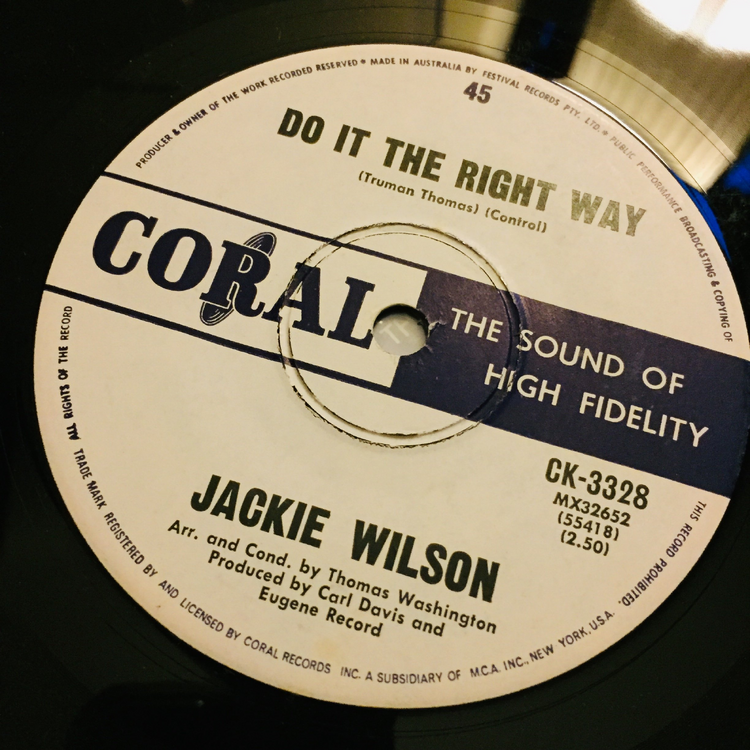 PRODUCER & OWNER OF THE WORK RECORDED RESERVED • MADE IN AUSTRALIA BY FESTIVAL RECORDS PTY. LTD. • PUBLIC PERFORMANCE BROADCASTING & COPYING OF
45
DO IT THE RIGHT WAY
(Truman Thomas) (Control)
CORAL
THE SOUND OF
HIGH FIDELITY
CK-3328
MX32652
(55418)
(2.50)
JACKIE WILSON
Arr. and Cond. by Thomas Washington
Produced by Carl Davis and
Eugene Record
THIS RECORD PROHIBITED.
ALL RIGHTS OF THE RECORD
TRADE MARK REGISTERED BY AND LICENSED BY CORAL RECORDS INC. A SUBSIDIARY OF M.C.A. INC., NEW YORK, U.S.A.